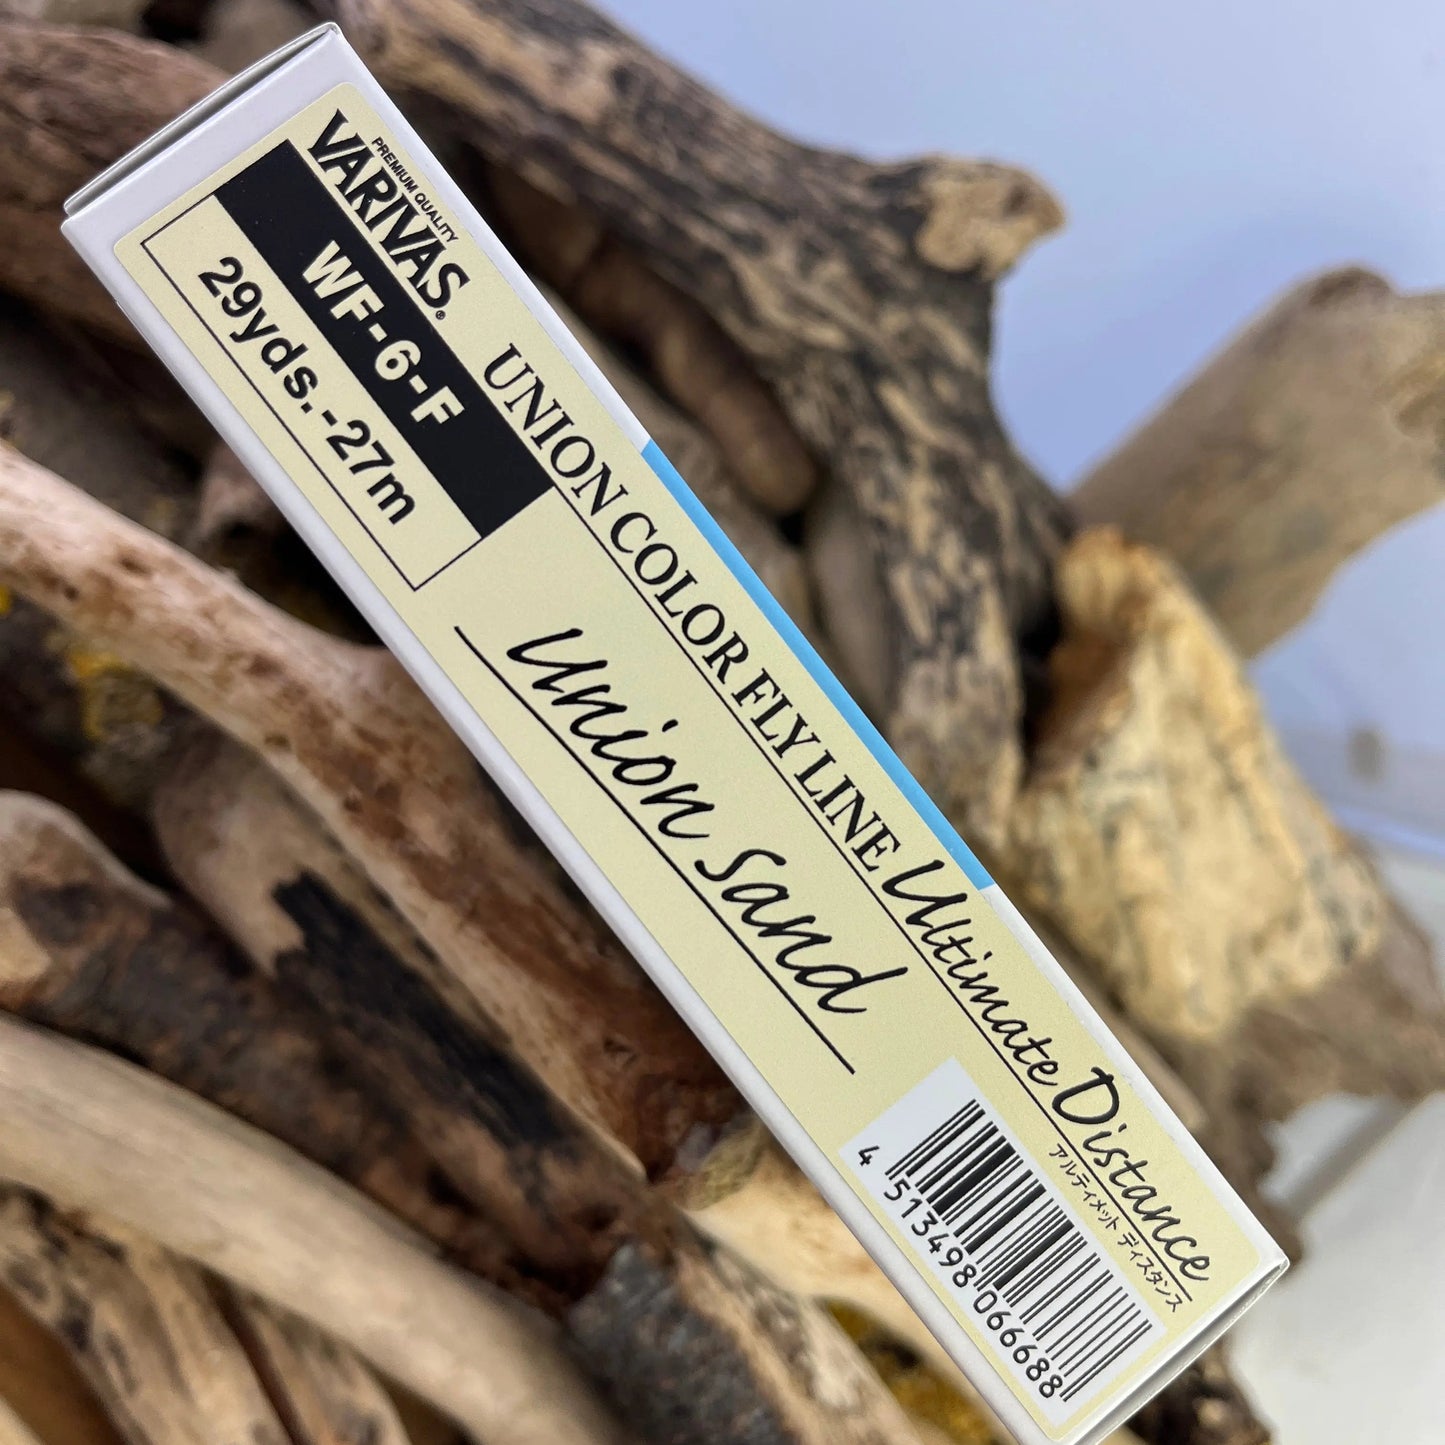 PREMIUM QUALITY
VARIVAS®
WF-6-F
29yds.-27m
UNION COLOR FLY LINE Ultimate Distance
アルティメット ディスタンス
Union Sand
4 513498 066688